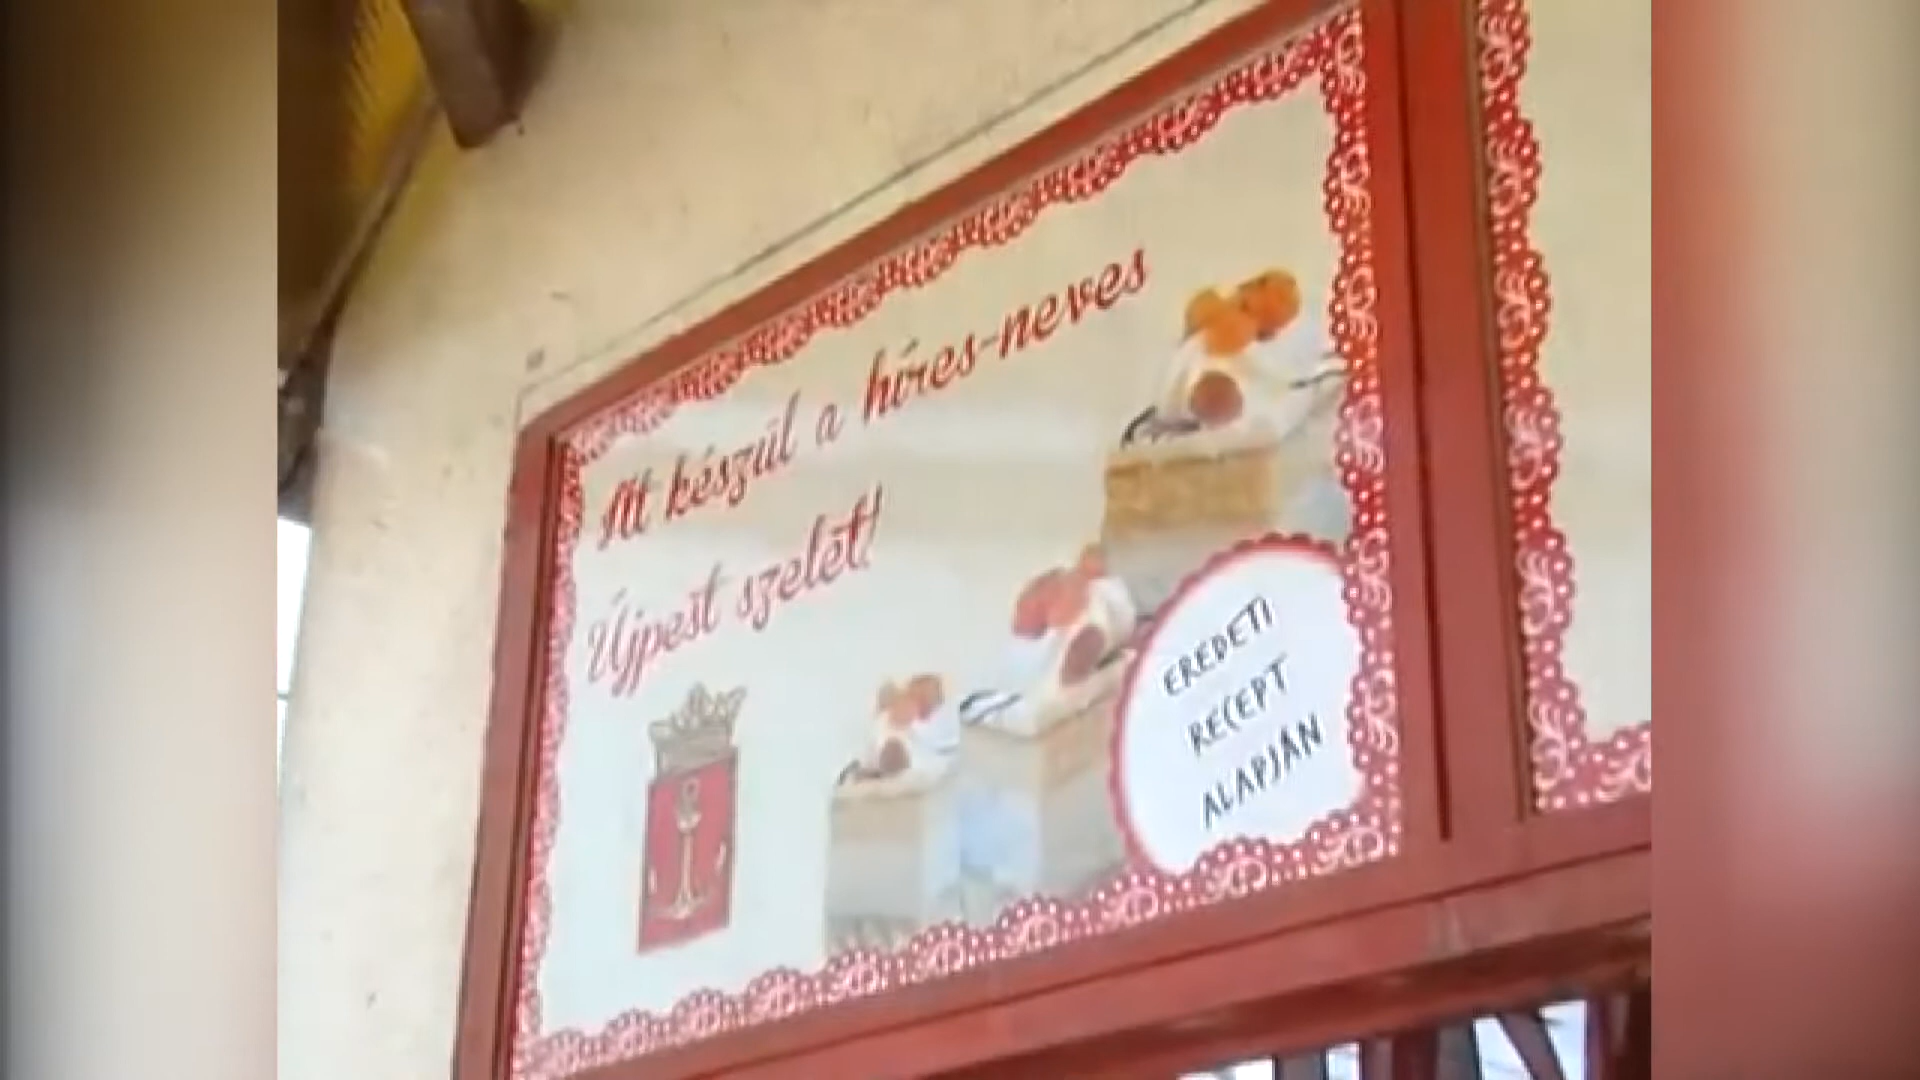 Itt készül a híres-neves
Újpest szelet!
EREDETI
RECEPT
ALAPJÁN